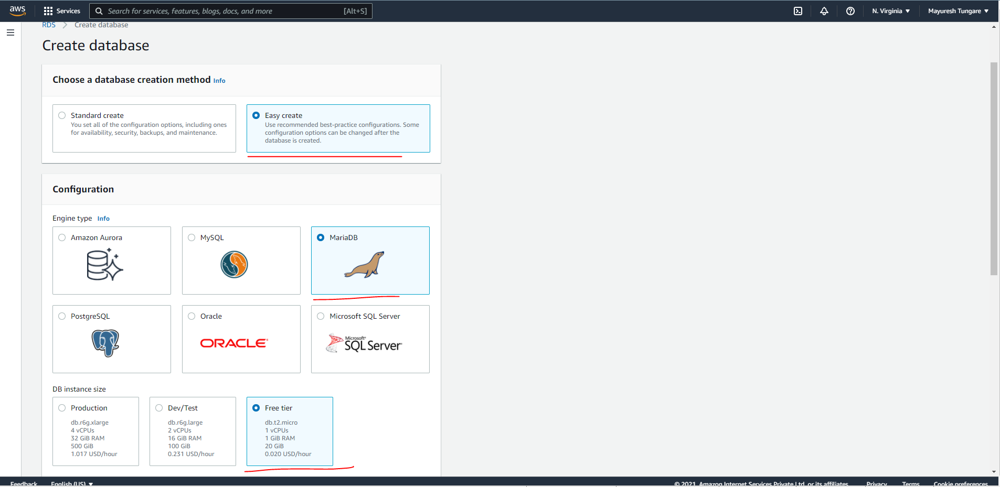 aws
Services
Search for services, features, blogs, docs, and more [Alt+S]
N. Virginia
Mayuresh Tungare
RDS
Create database
Create database
Choose a database creation method Info
Standard create
You set all of the configuration options, including ones
for availability, security, backups, and maintenance.
Easy create
Use recommended best-practice configurations. Some
configuration options can be changed after the
database is created.
Configuration
Engine type Info
Amazon Aurora
MySQL
MariaDB
PostgreSQL
Oracle
ORACLE
Microsoft SQL Server
Microsoft
SQL Server
DB instance size
Production
db.r6g.xlarge
4 vCPUs
32 GiB RAM
500 GiB
1.017 USD/hour
Dev/Test
db.r6g.large
2 vCPUs
16 GiB RAM
100 GiB
0.231 USD/hour
Free tier
db.t2.micro
1 vCPUs
1 GiB RAM
20 GiB
0.020 USD/hour
Feedback
English (US)
© 2021, Amazon Internet Services Private Ltd. or its affiliates.
Privacy
Terms
Cookie preferences